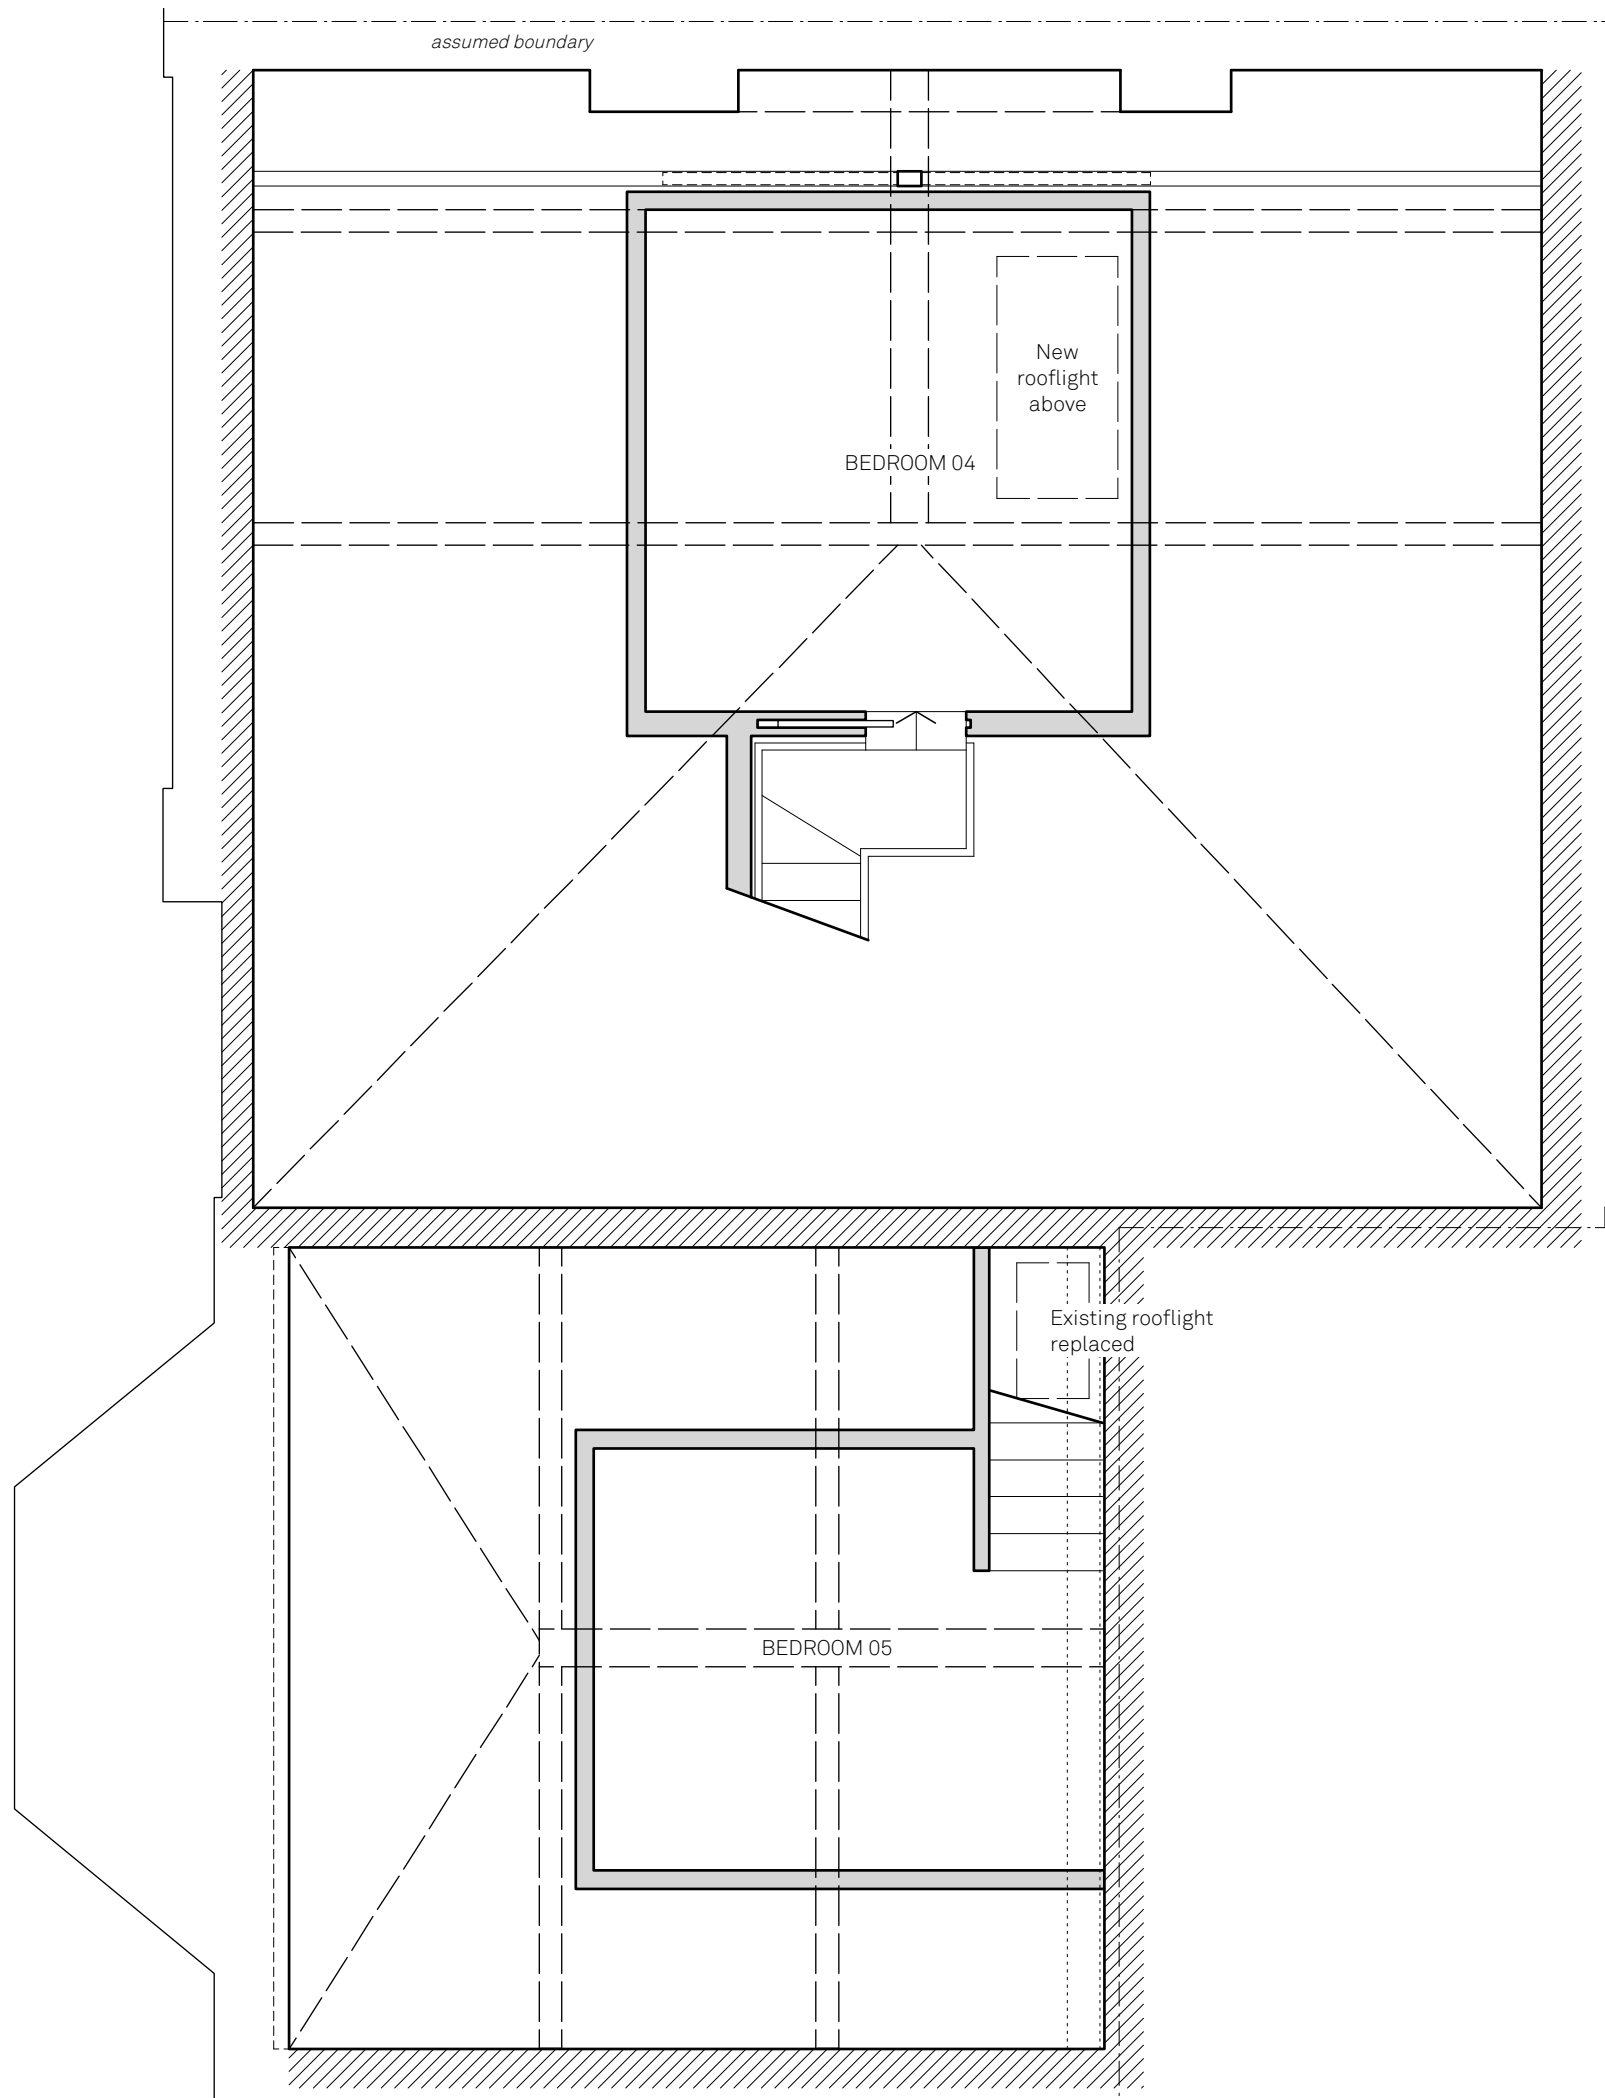 assumed boundary
New
rooflight
above
BEDROOM 04
Existing rooflight
replaced
BEDROOM 05